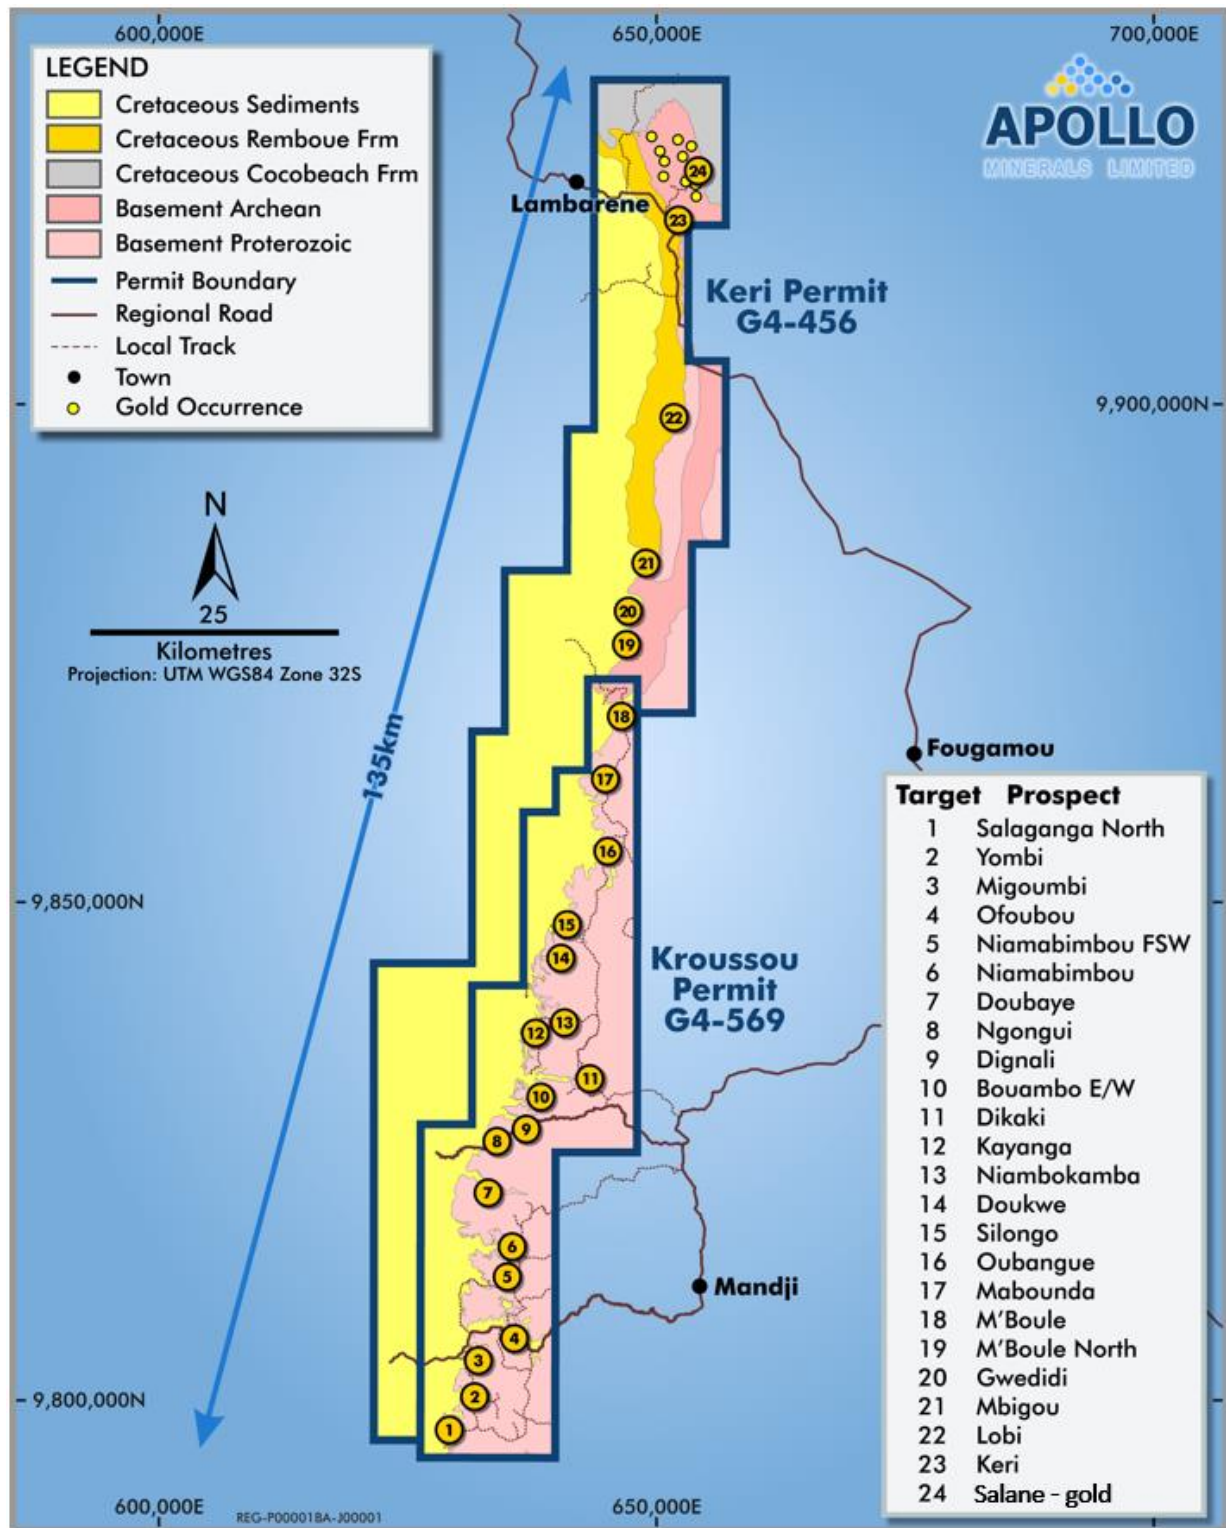 600,000E
650,000E
700,000E
LEGEND
Cretaceous Sediments
Cretaceous Remboue Frm
Cretaceous Cocobeach Frm
Basement Archean
Basement Proterozoic
Permit Boundary
Regional Road
Local Track
Town
Gold Occurrence
APOLLO
MINERALS LIMITED
24
Lambarene
23
Keri Permit
G4-456
9,900,000N
22
N
25
Kilometres
Projection: UTM WGS84 Zone 32S
21
20
19
18
135km
17
Fougamou
16
9,850,000N
15
14
Kroussou
Permit
G4-569
13
12
11
10
9
8
7
6
5
Mandji
4
3
2
1
9,800,000N
Target Prospect
1 Salaganga North
2 Yombi
3 Migoumbi
4 Ofoubou
5 Niamabimbou FSW
6 Niamabimbou
7 Doubaye
8 Ngongui
9 Dignali
10 Bouambo E/W
11 Dikaki
12 Kayanga
13 Niambokamba
14 Doukwe
15 Silongo
16 Oubangue
17 Mabounda
18 M'Boule
19 M'Boule North
20 Gwedidi
21 Mbigou
22 Lobi
23 Keri
24 Salane - gold
600,000E
REG-P00001BA-J00001
650,000E